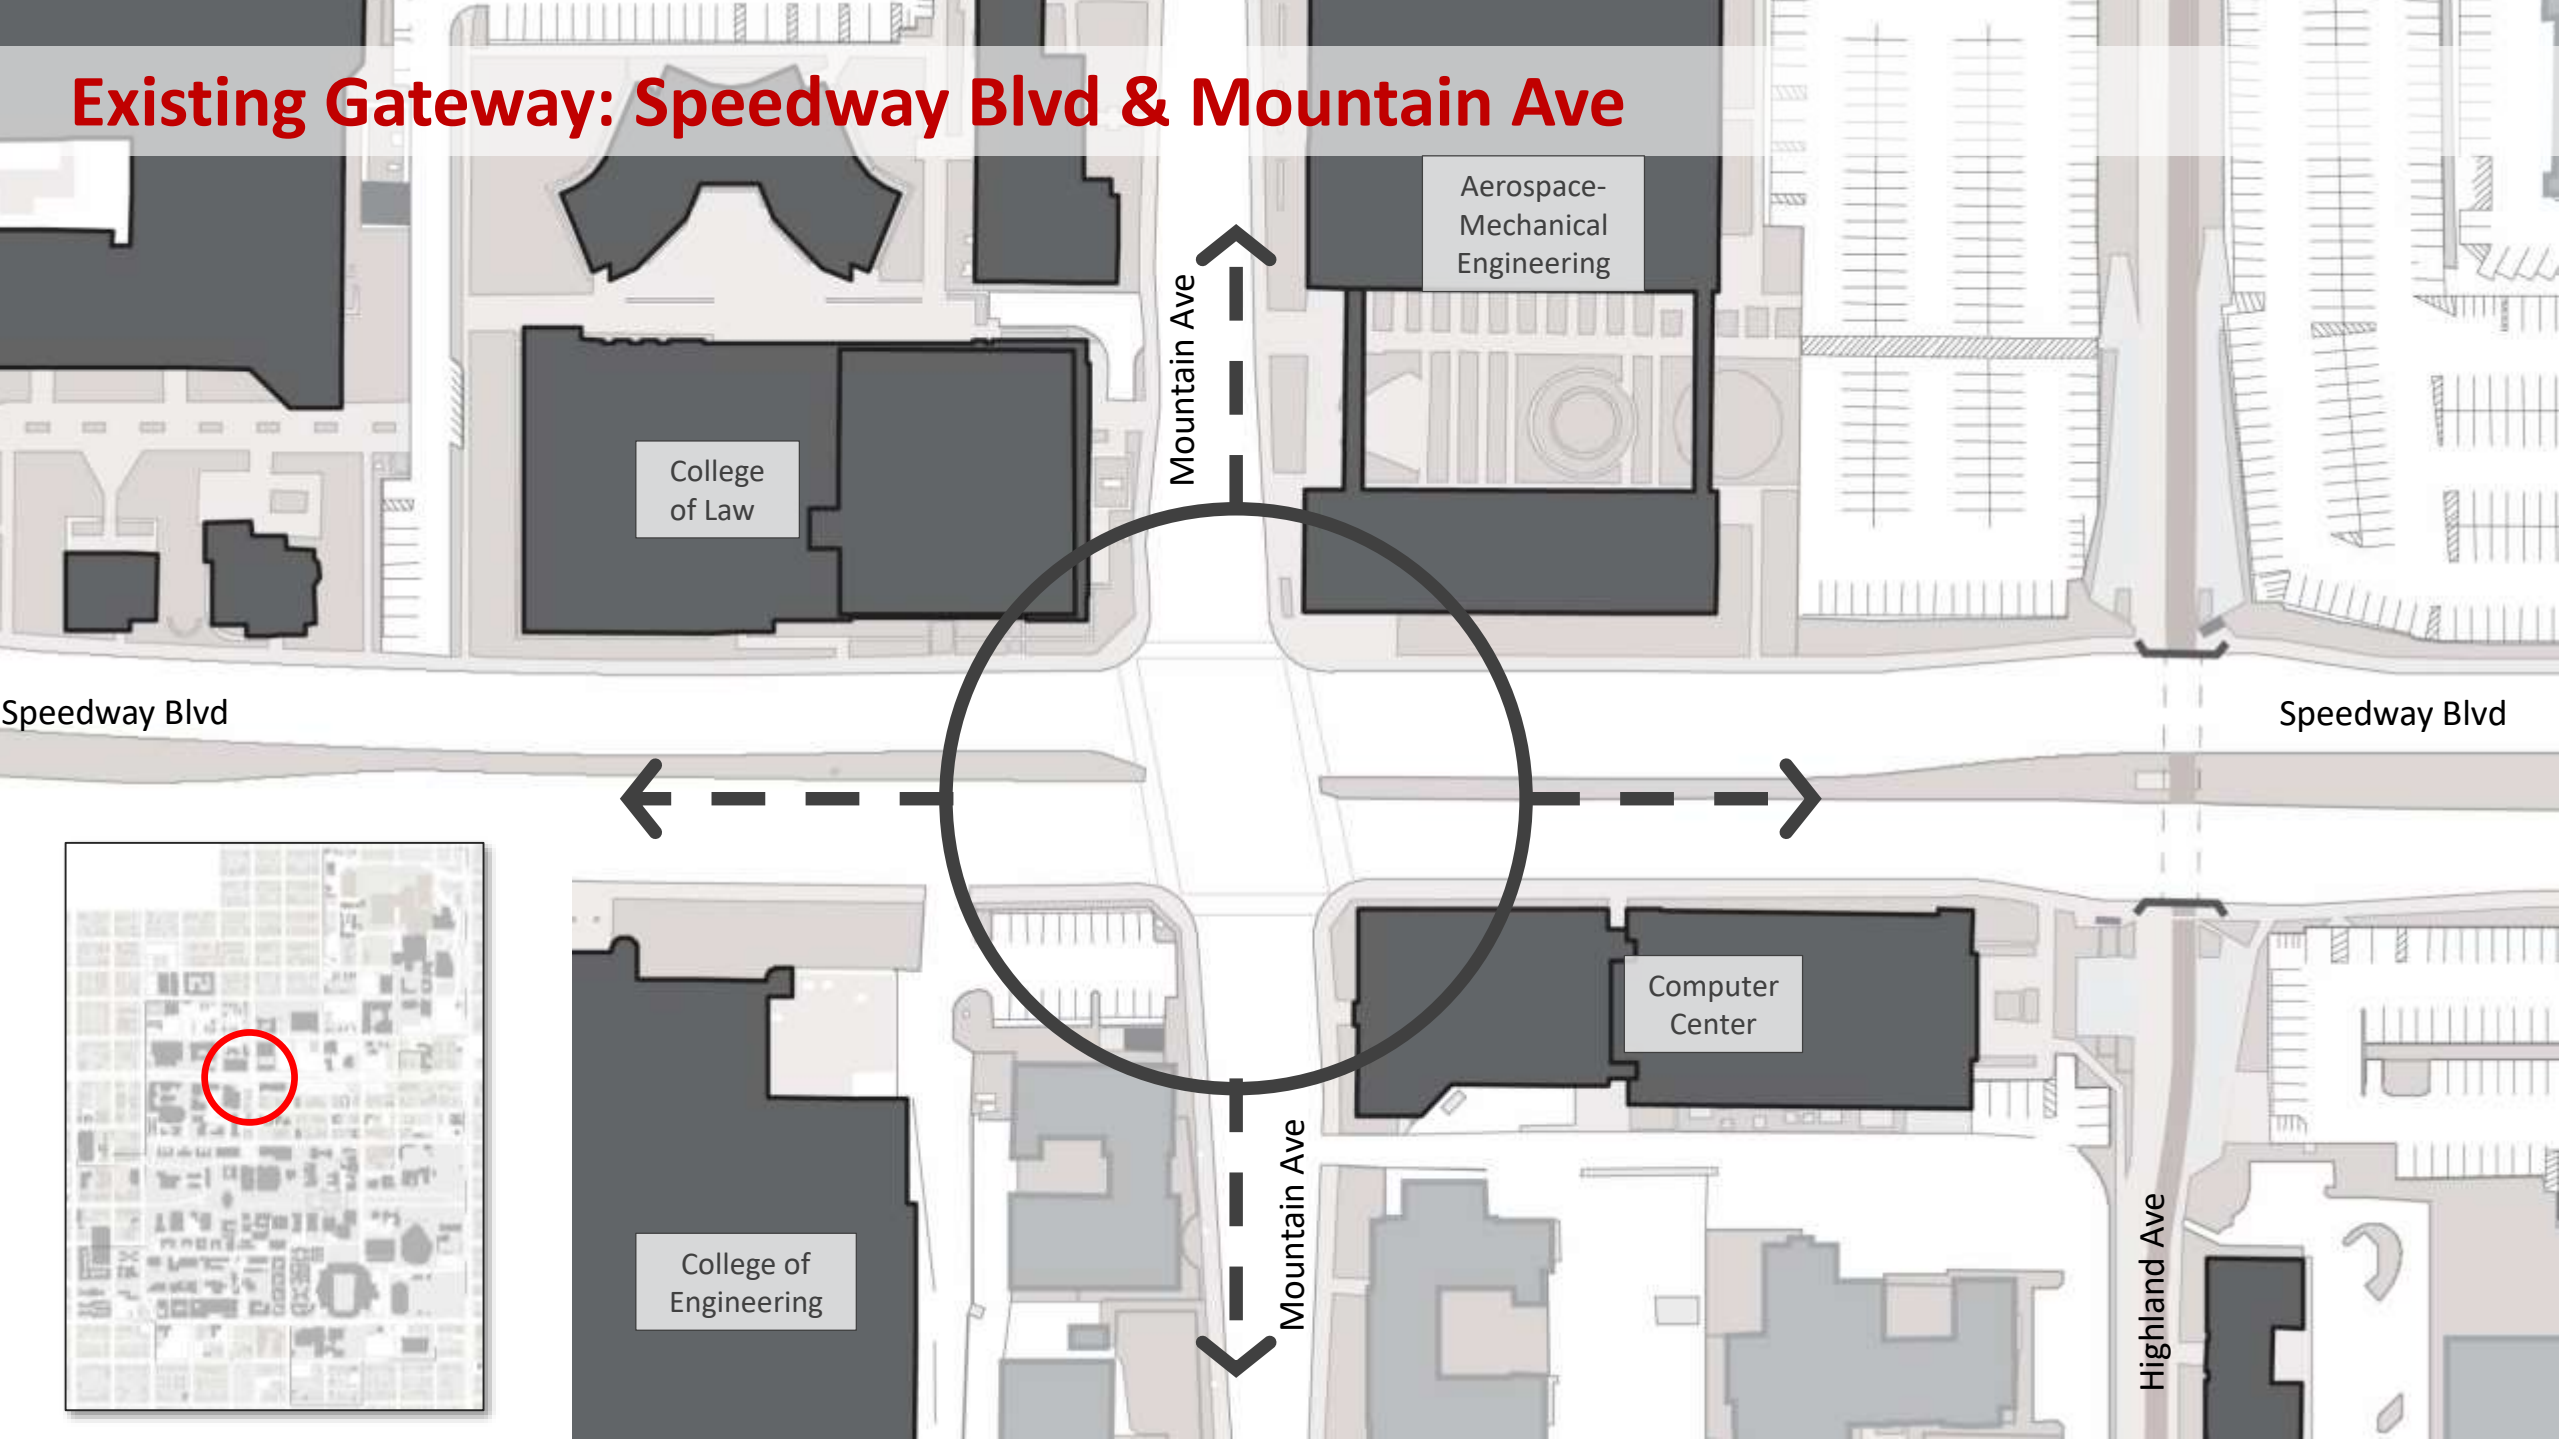 Existing Gateway: Speedway Blvd & Mountain Ave
Aerospace-
Mechanical
Engineering
Mountain Ave
College
of Law
Speedway Blvd
Speedway Blvd
Computer
Center
Mountain Ave
College of
Engineering
Highland Ave